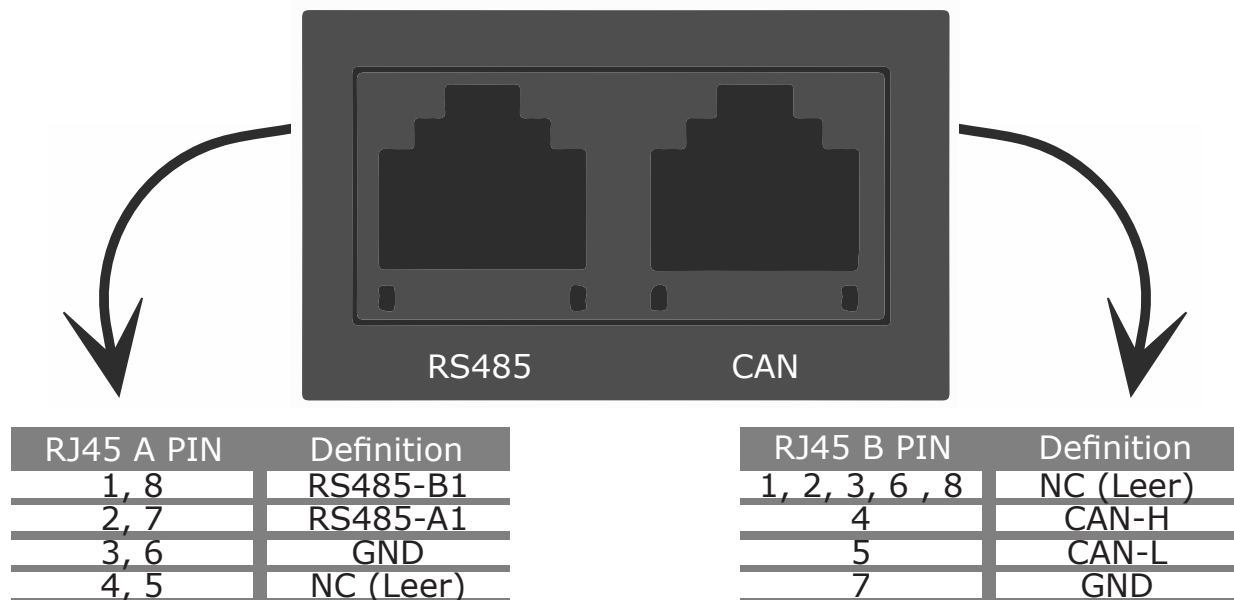 RS485 CAN
RJ45 A PIN Definition
1, 8 RS485-B1
2, 7 RS485-A1
3, 6 GND
4, 5 NC (Leer)
RJ45 B PIN Definition
1, 2, 3, 6 , 8 NC (Leer)
4 CAN-H
5 CAN-L
7 GND